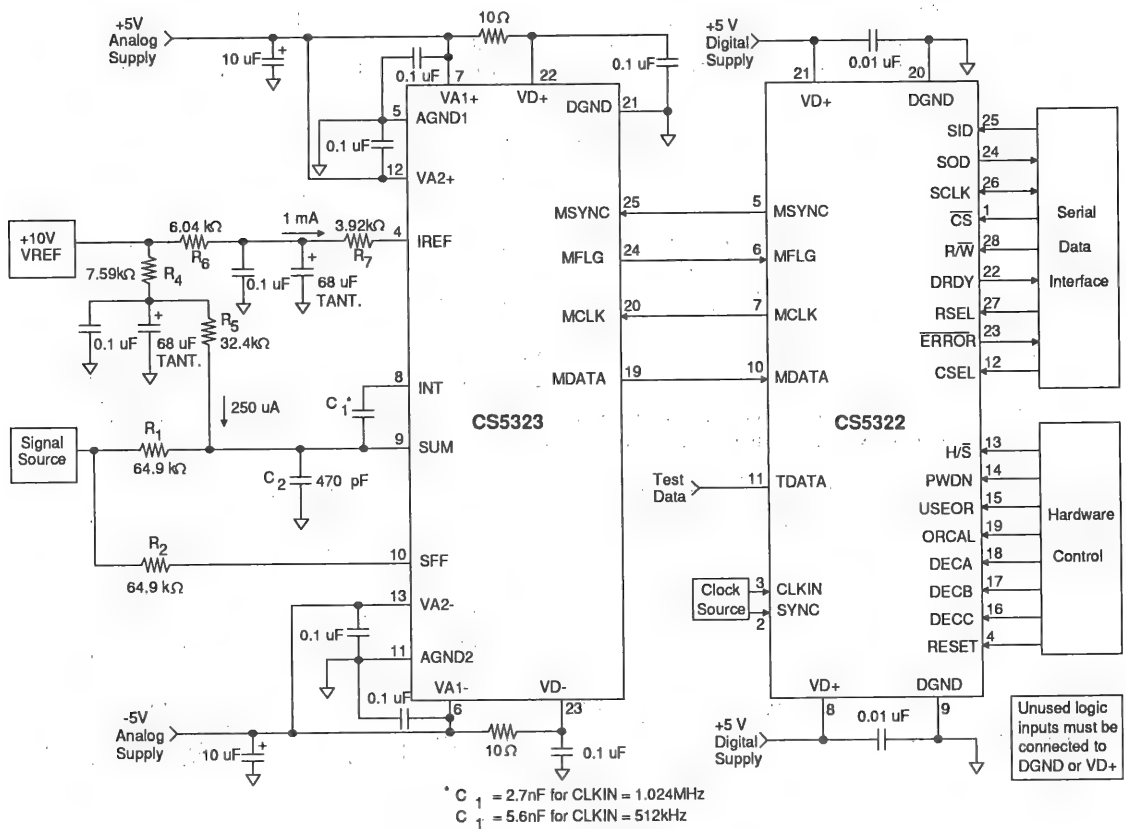 +5V
Analog
Supply
10 uF
+
0.1 uF
10 Ω
7
22
0.1 uF
VA1+
VD+
5
AGND1
DGND
21
0.1 uF
12
VA2+
+10V
VREF
6.04 kΩ
R6
1 mA
3.92kΩ
R7
4
IREF
7.59kΩ
R4
0.1 uF
+
68 uF
TANT.
0.1 uF
+
68 uF
TANT.
R5
32.4kΩ
250 uA
8
INT
C1*
Signal
Source
R1
64.9 kΩ
9
SUM
C2
470 pF
R2
64.9 kΩ
10
SFF
13
VA2-
0.1 uF
11
AGND2
0.1 uF
VA1-
VD-
6
23
-5V
Analog
Supply
10 uF
+
10Ω
0.1 uF
CS5323
MSYNC
25
MFLG
24
MCLK
20
MDATA
19
+5 V
Digital
Supply
0.01 uF
21
20
VD+
DGND
5
MSYNC
6
MFLG
7
MCLK
10
MDATA
CS5322
Test
Data
11
TDATA
Clock
Source
3
CLKIN
SYNC
2
SID
25
SOD
24
SCLK
26
CS
1
R/W
28
DRDY
22
RSEL
27
ERROR
23
CSEL
12
Serial
Data
Interface
H/S
13
PWDN
14
USEOR
15
ORCAL
19
DECA
18
DECB
17
DECC
16
RESET
4
Hardware
Control
VD+
DGND
8
9
+5 V
Digital
Supply
0.01 uF
Unused logic
inputs must be
connected to
DGND or VD+
* C1 = 2.7nF for CLKIN = 1.024MHz
C1 = 5.6nF for CLKIN = 512kHz